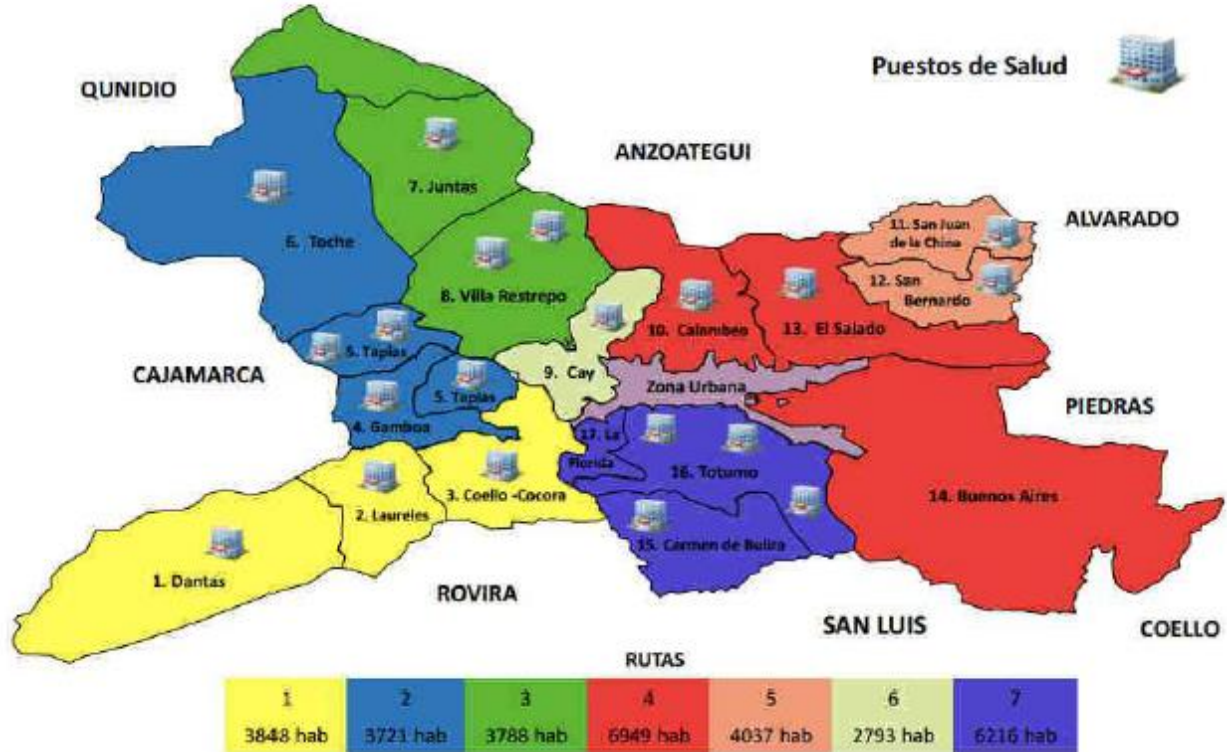 Puestos de Salud
QUNIDIO
ANZOATEGUI
7. Juntas
11. San Juan
de la China
ALVARADO
6. Toche
12. San
Bernardo
8. Villa Restrepo
10. Calambeo
13. El Salado
5. Tapias
CAJAMARCA
9. Cay
Zona Urbana
5. Tapias
PIEDRAS
4. Gamboa
17. La
Florida
16. Totumo
3. Coello -Cocora
14. Buenos Aires
2. Laureles
15. Carmen de Bulira
1. Dantas
ROVIRA
SAN LUIS
COELLO
RUTAS
1 2 3 4 5 6 7
3848 hab 3721 hab 3788 hab 6949 hab 4037 hab 2793 hab 6216 hab